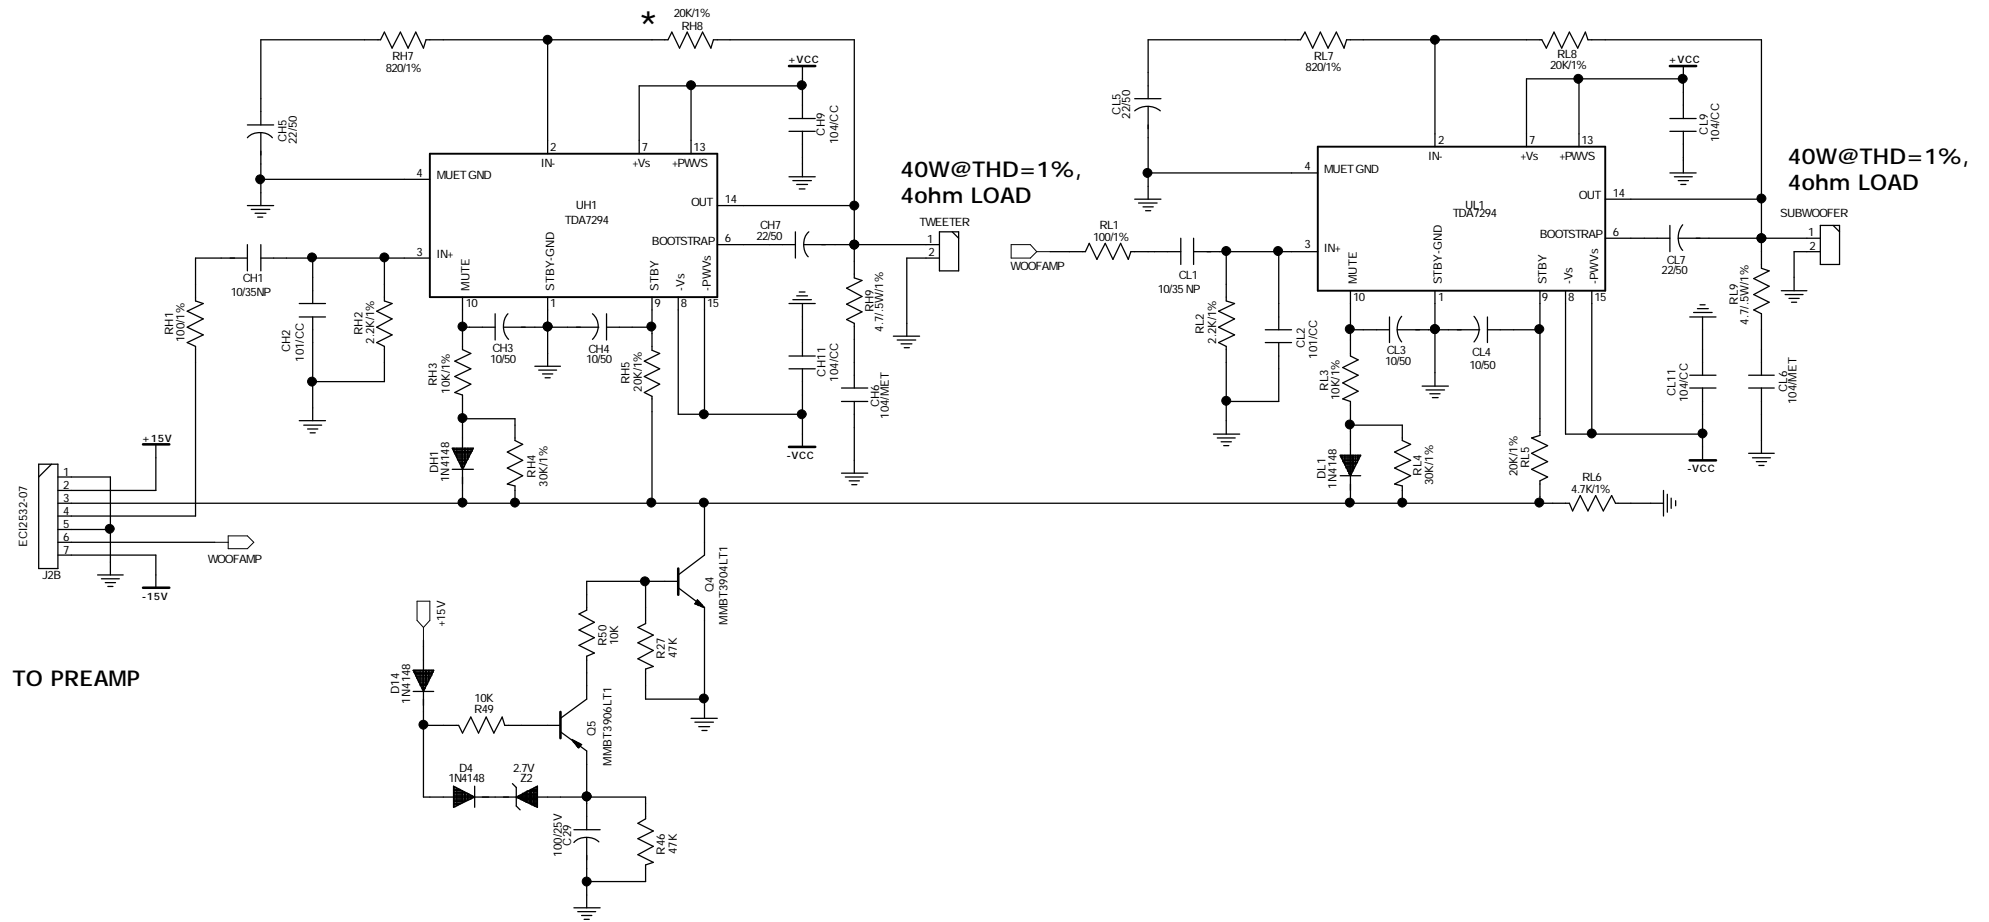 *
20K/1%
RH8
RH7
820/1%
+VCC
CH5
22/50
CH9
104/CC
2
7
13
IN-
+Vs
+PWVS
4
MUET GND
UH1
TDA7294
OUT
14
BOOTSTRAP
6
CH7
22/50
3
IN+
MUTE
STBY-GND
STBY
-Vs
-PWVs
10
1
9
8
15
40W@THD=1%,
4ohm LOAD
TWEETER
1
2
CH1
10/35NP
RH1
100/1%
CH2
101/CC
RH2
2.2K/1%
CH3
10/50
CH4
10/50
RH3
10K/1%
RH5
20K/1%
DH1
1N4148
RH4
30K/1%
CH11
104/CC
RH9
4.7/.5W/1%
CH6
104/MET
-VCC
RL7
820/1%
RL8
20K/1%
+VCC
CL5
22/50
CL9
104/CC
2
7
13
IN-
+Vs
+PWVS
4
MUET GND
UL1
TDA7294
OUT
14
BOOTSTRAP
6
CL7
22/50
3
IN+
MUTE
STBY-GND
STBY
-Vs
-PWVs
10
1
9
8
15
40W@THD=1%,
4ohm LOAD
SUBWOOFER
1
2
WOOFAMP
RL1
100/1%
CL1
10/35 NP
RL2
2.2K/1%
CL2
101/CC
CL3
10/50
CL4
10/50
RL3
10K/1%
DL1
1N4148
RL4
30K/1%
20K/1%
RL5
CL11
104/CC
RL9
4.7/.5W/1%
CL6
104/MET
-VCC
RL6
4.7K/1%
+15V
ECI2532-07
1
2
3
4
5
6
7
J2B
WOOFAMP
-15V
TO PREAMP
+15V
D14
1N4148
10K
R49
R50
10K
R27
47K
Q4
MMBT3904LT1
Q5
MMBT3906LT1
D4
1N4148
2.7V
Z2
100/25V
C29
R46
47K